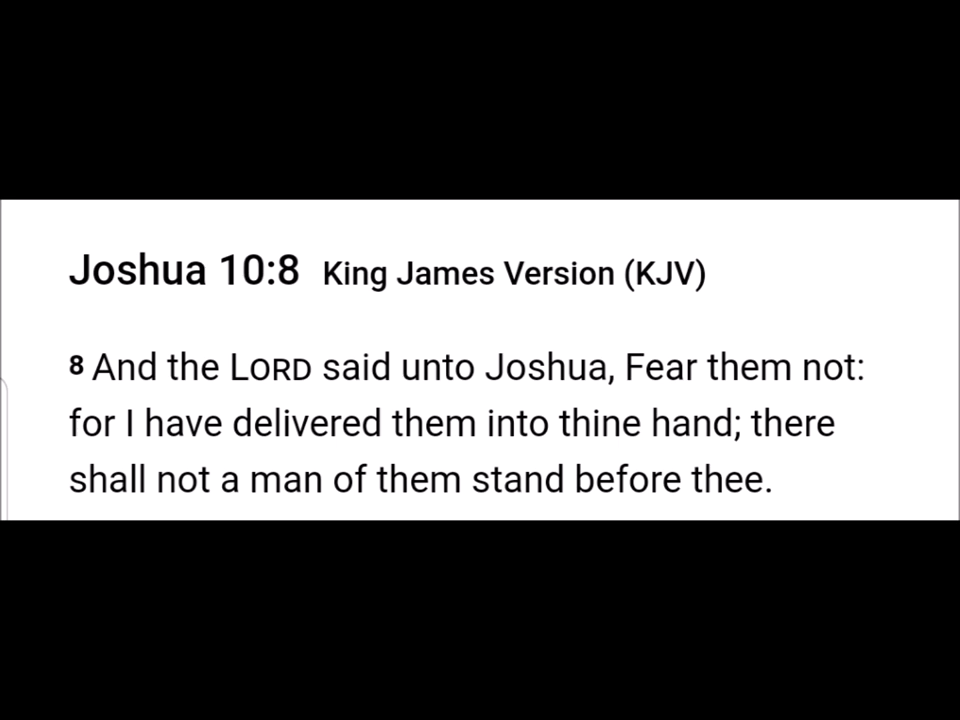 Joshua 10:8 King James Version (KJV)
8 And the LORD said unto Joshua, Fear them not:
for I have delivered them into thine hand; there
shall not a man of them stand before thee.